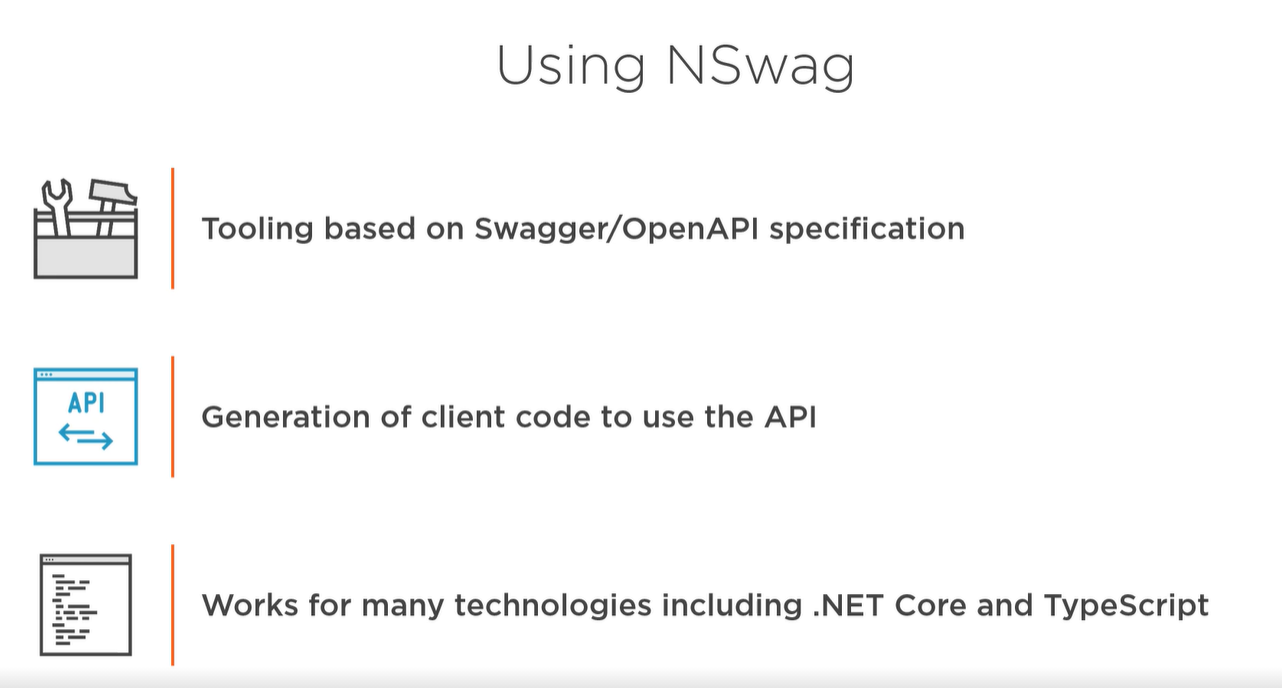 Using NSwag
Tooling based on Swagger/OpenAPI specification
API
Generation of client code to use the API
Works for many technologies including .NET Core and TypeScript